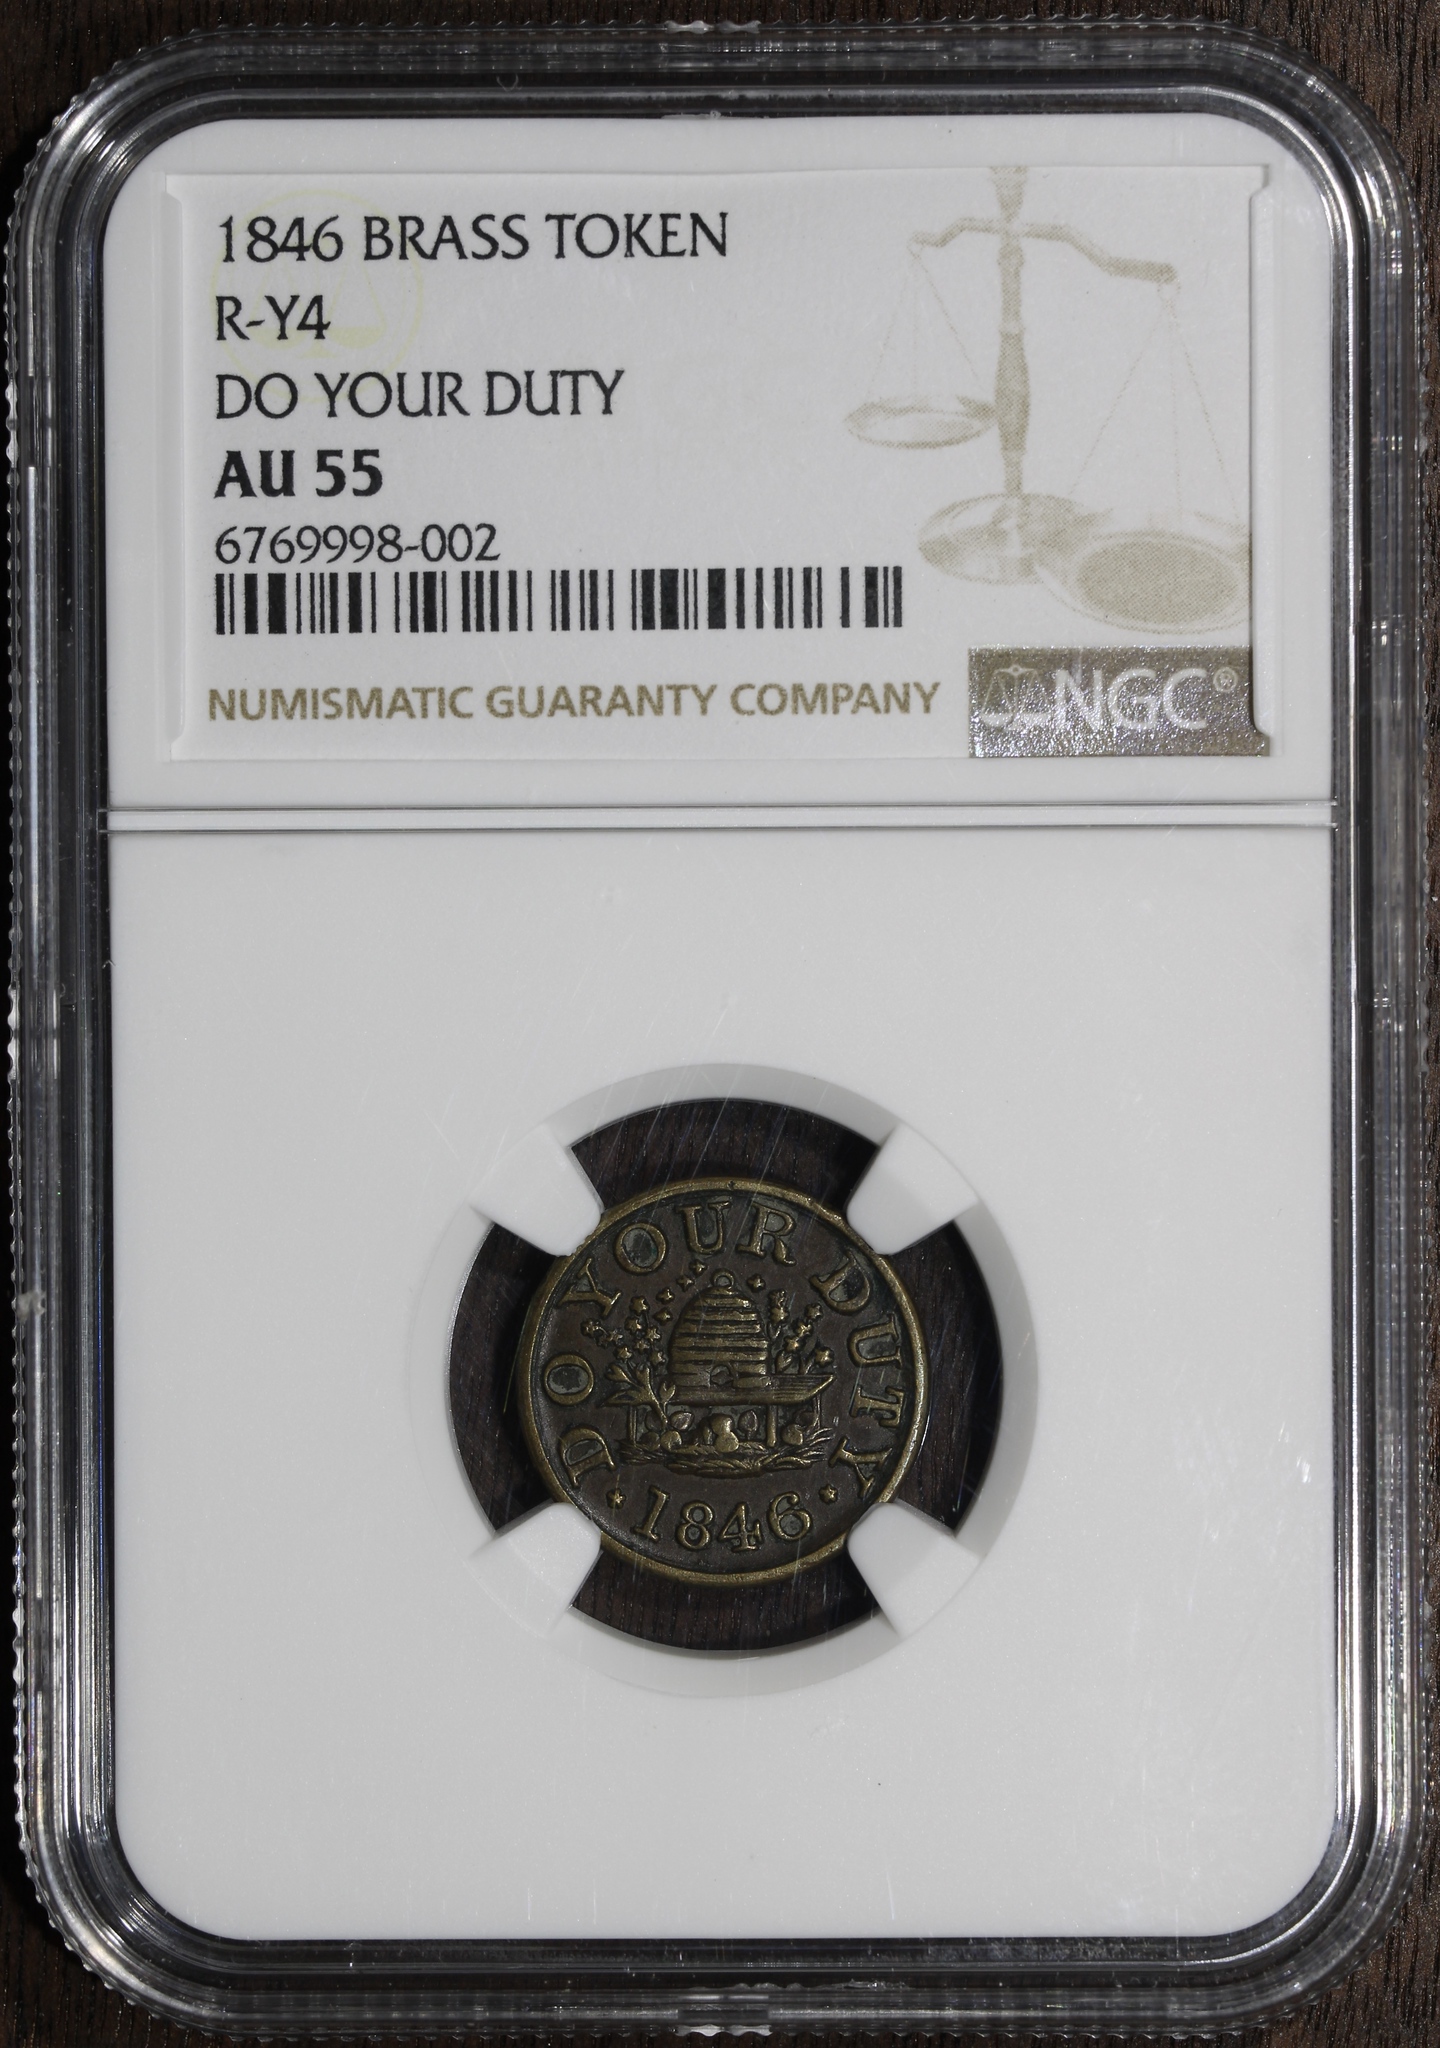 1846 BRASS TOKEN
R-Y4
DO YOUR DUTY
AU 55
6769998-002
NUMISMATIC GUARANTY COMPANY
NGC®
DO YOUR DUTY
1846